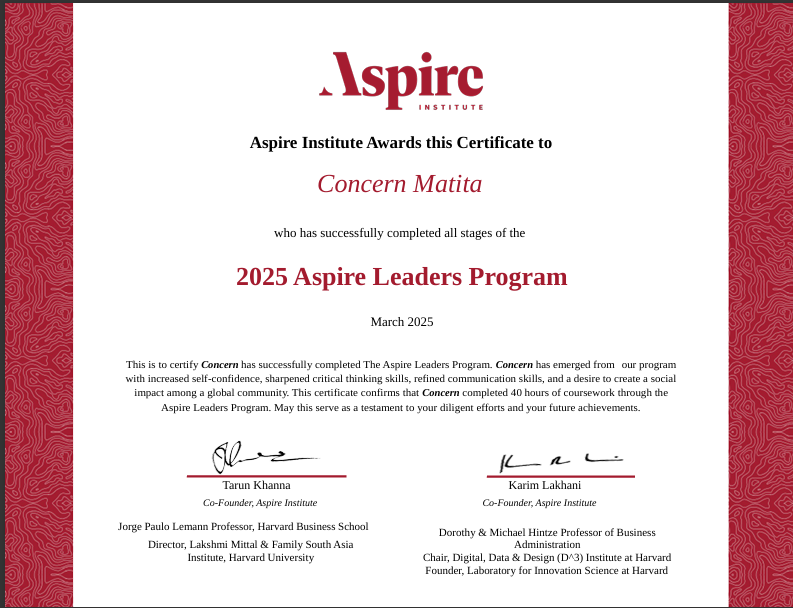 Aspire
INSTITUTE
Aspire Institute Awards this Certificate to
Concern Matita
who has successfully completed all stages of the
2025 Aspire Leaders Program
March 2025
This is to certify Concern has successfully completed The Aspire Leaders Program. Concern has emerged from our program
with increased self-confidence, sharpened critical thinking skills, refined communication skills, and a desire to create a social
impact among a global community. This certificate confirms that Concern completed 40 hours of coursework through the
Aspire Leaders Program. May this serve as a testament to your diligent efforts and your future achievements.
Tarun Khanna
Co-Founder, Aspire Institute
Jorge Paulo Lemann Professor, Harvard Business School
Director, Lakshmi Mittal & Family South Asia
Institute, Harvard University
Karim Lakhani
Co-Founder, Aspire Institute
Dorothy & Michael Hintze Professor of Business
Administration
Chair, Digital, Data & Design (D^3) Institute at Harvard
Founder, Laboratory for Innovation Science at Harvard